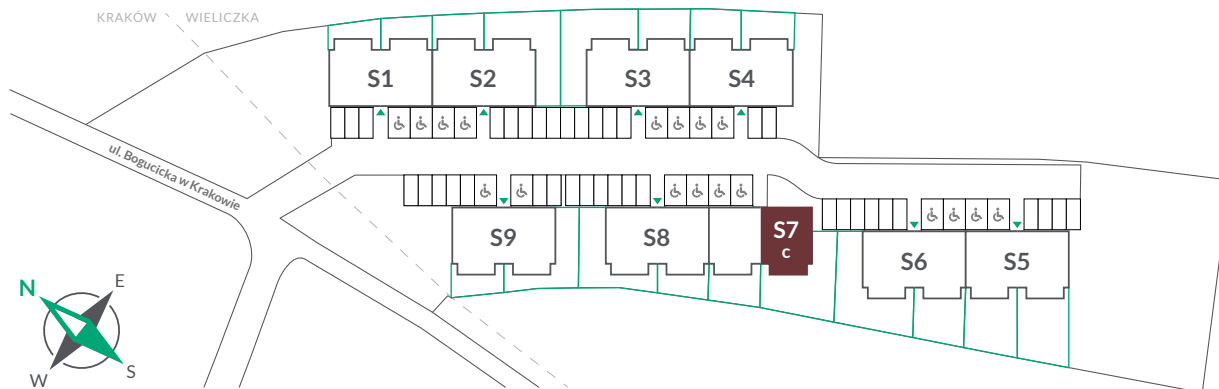 KRAKÓW WIELICZKA
S1 S2 S3 S4
ul. Bogucicka w Krakowie
S9 S8 S7
C
S6 S5
N E
W S